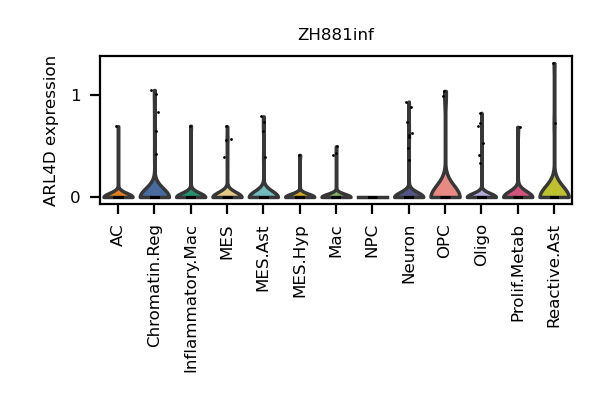 ZH881inf
ARL4D expression
1
0
AC
Chromatin.Reg
Inflammatory.Mac
MES
MES.Ast
MES.Hyp
Mac
NPC
Neuron
OPC
Oligo
Prolif.Metab
Reactive.Ast